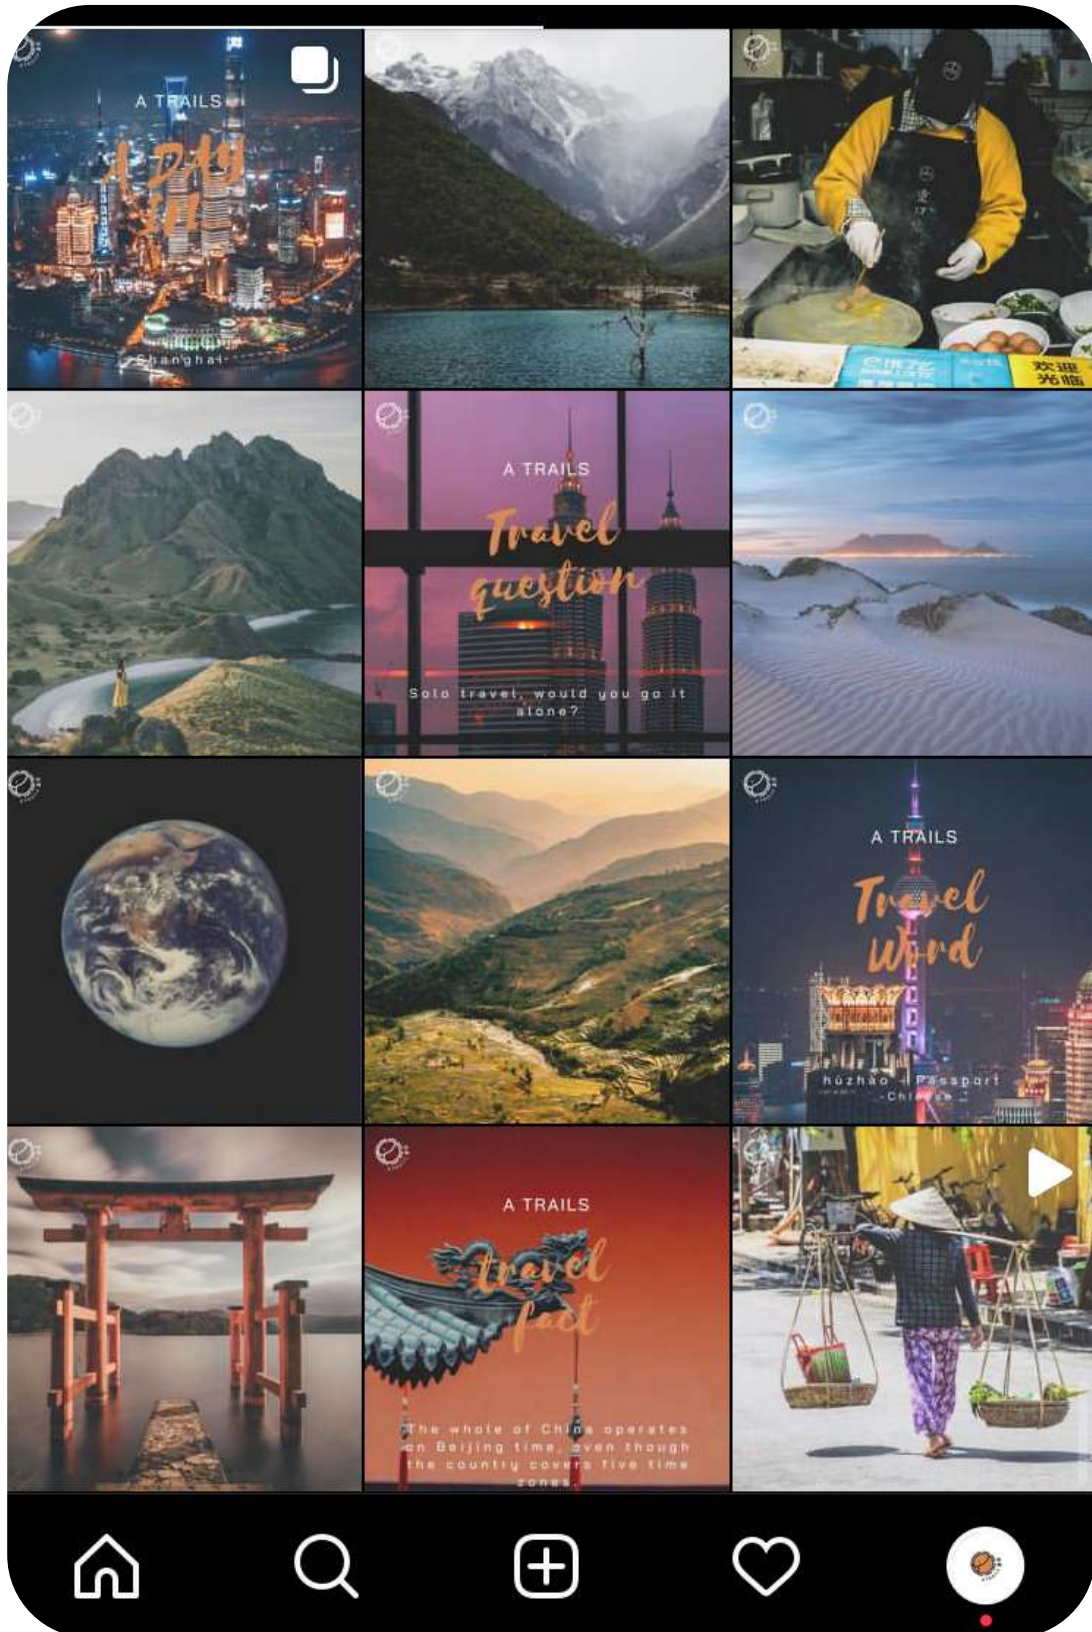 A TRAILS
A DAY
IN
Shanghai
欢迎
光临
A TRAILS
Travel
question
Solo travel, would you go it
alone?
A TRAILS
Travel
Word
hùzhào | Passport
-Chinese-
A TRAILS
travel
fact
The whole of China operates
on Beijing time, even though
the country covers five time
zones.